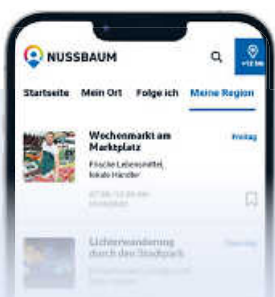 NUSSBAUM
Startseite Mein Ort Folge ich Meine Region
Wochenmarkt am Freitag
Marktplatz
Frische Lebensmittel,
lokale Händler
Lichterwanderung
durch den Stadtpark